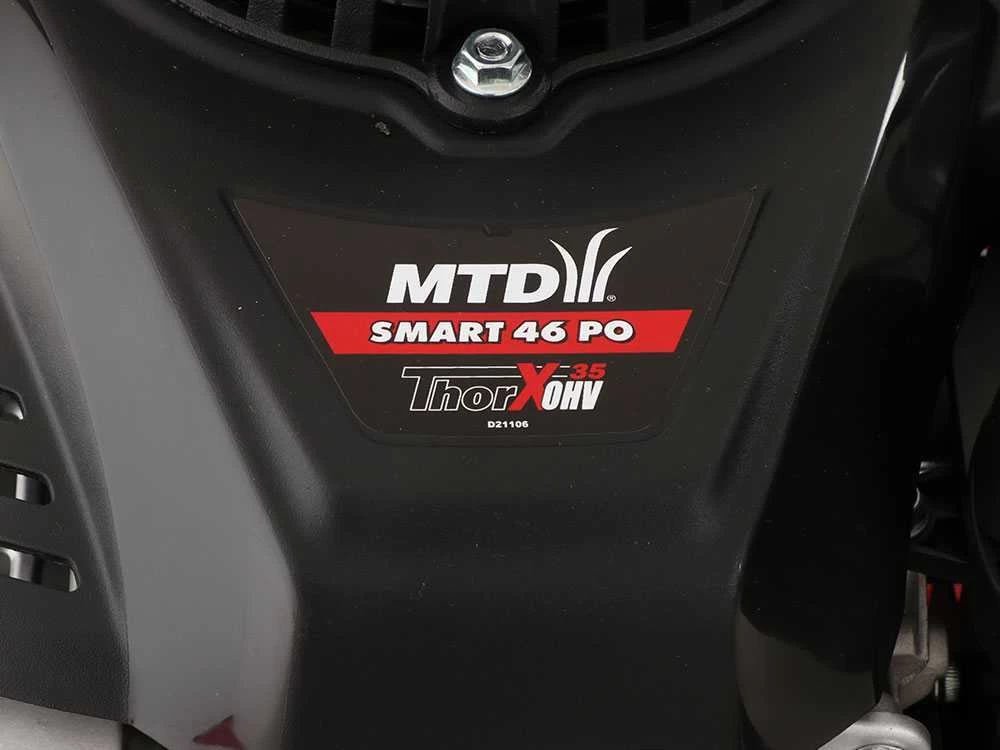 MTD®
SMART 46 PO
ThorX 35
OHV
D21106